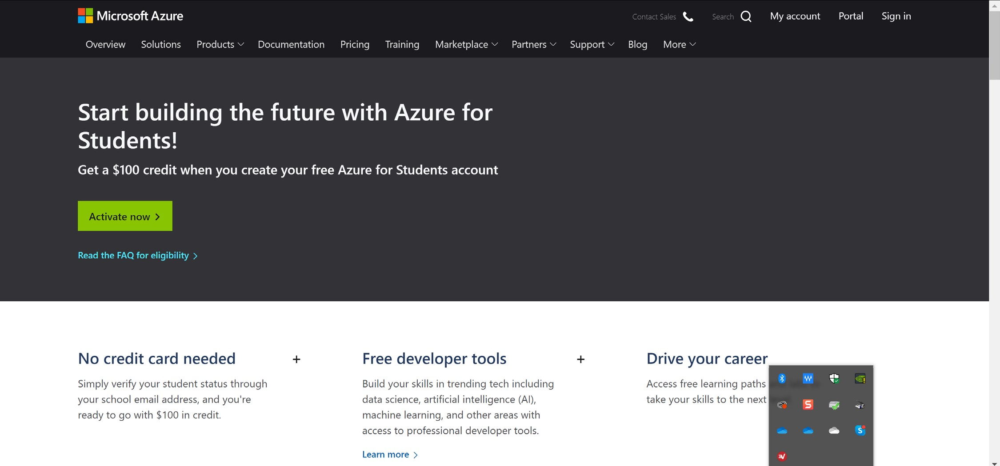 Microsoft Azure
Contact Sales
Search
My account
Portal
Sign in
Overview
Solutions
Products
Documentation
Pricing
Training
Marketplace
Partners
Support
Blog
More
Start building the future with Azure for
Students!
Get a $100 credit when you create your free Azure for Students account
Activate now
Read the FAQ for eligibility
No credit card needed
Simply verify your student status through
your school email address, and you're
ready to go with $100 in credit.
Free developer tools
Build your skills in trending tech including
data science, artificial intelligence (AI),
machine learning, and other areas with
access to professional developer tools.
Learn more
Drive your career
Access free learning paths
take your skills to the next